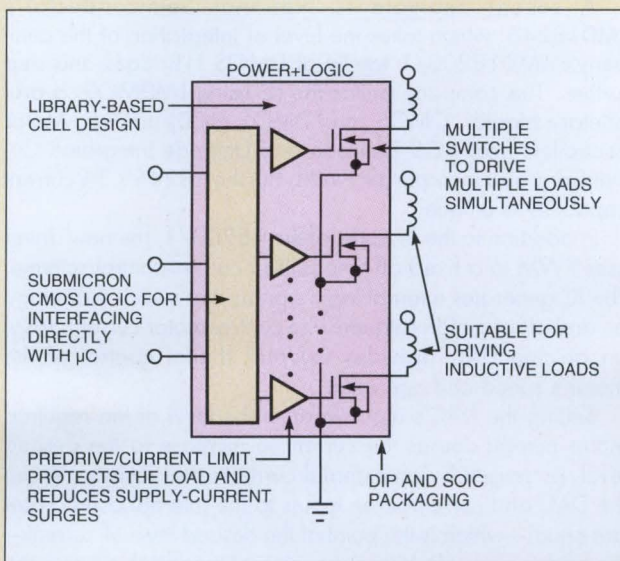 POWER+LOGIC
LIBRARY-BASED
CELL DESIGN
MULTIPLE
SWITCHES
TO DRIVE
MULTIPLE LOADS
SIMULTANEOUSLY
SUBMICRON
CMOS LOGIC FOR
INTERFACING
DIRECTLY
WITH µC
SUITABLE FOR
DRIVING
INDUCTIVE LOADS
PREDRIVE/CURRENT LIMIT
PROTECTS THE LOAD AND
REDUCES SUPPLY-CURRENT
SURGES
DIP AND SOIC
PACKAGING